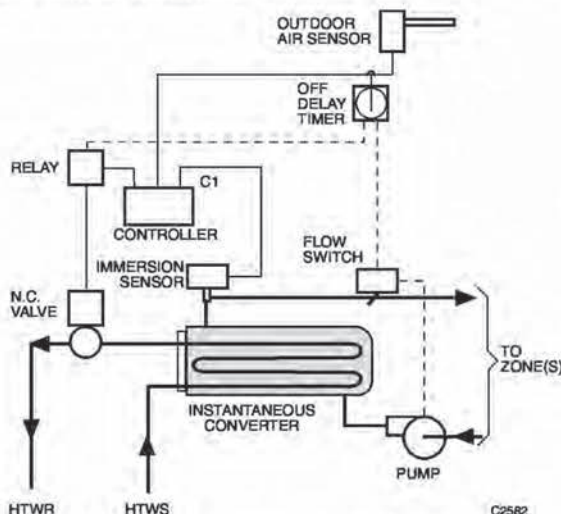 OUTDOOR
AIR SENSOR
OFF
DELAY
TIMER
RELAY
C1
CONTROLLER
FLOW
SWITCH
IMMERSION
SENSOR
N.C.
VALVE
TO
ZONE(S)
INSTANTANEOUS
CONVERTER
PUMP
HTWR
HTWS
C2582